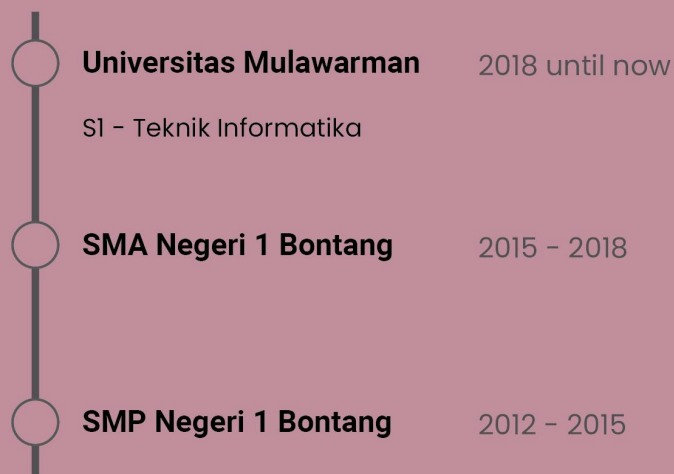 Universitas Mulawarman 2018 until now
S1 - Teknik Informatika
SMA Negeri 1 Bontang 2015 - 2018
SMP Negeri 1 Bontang 2012 - 2015